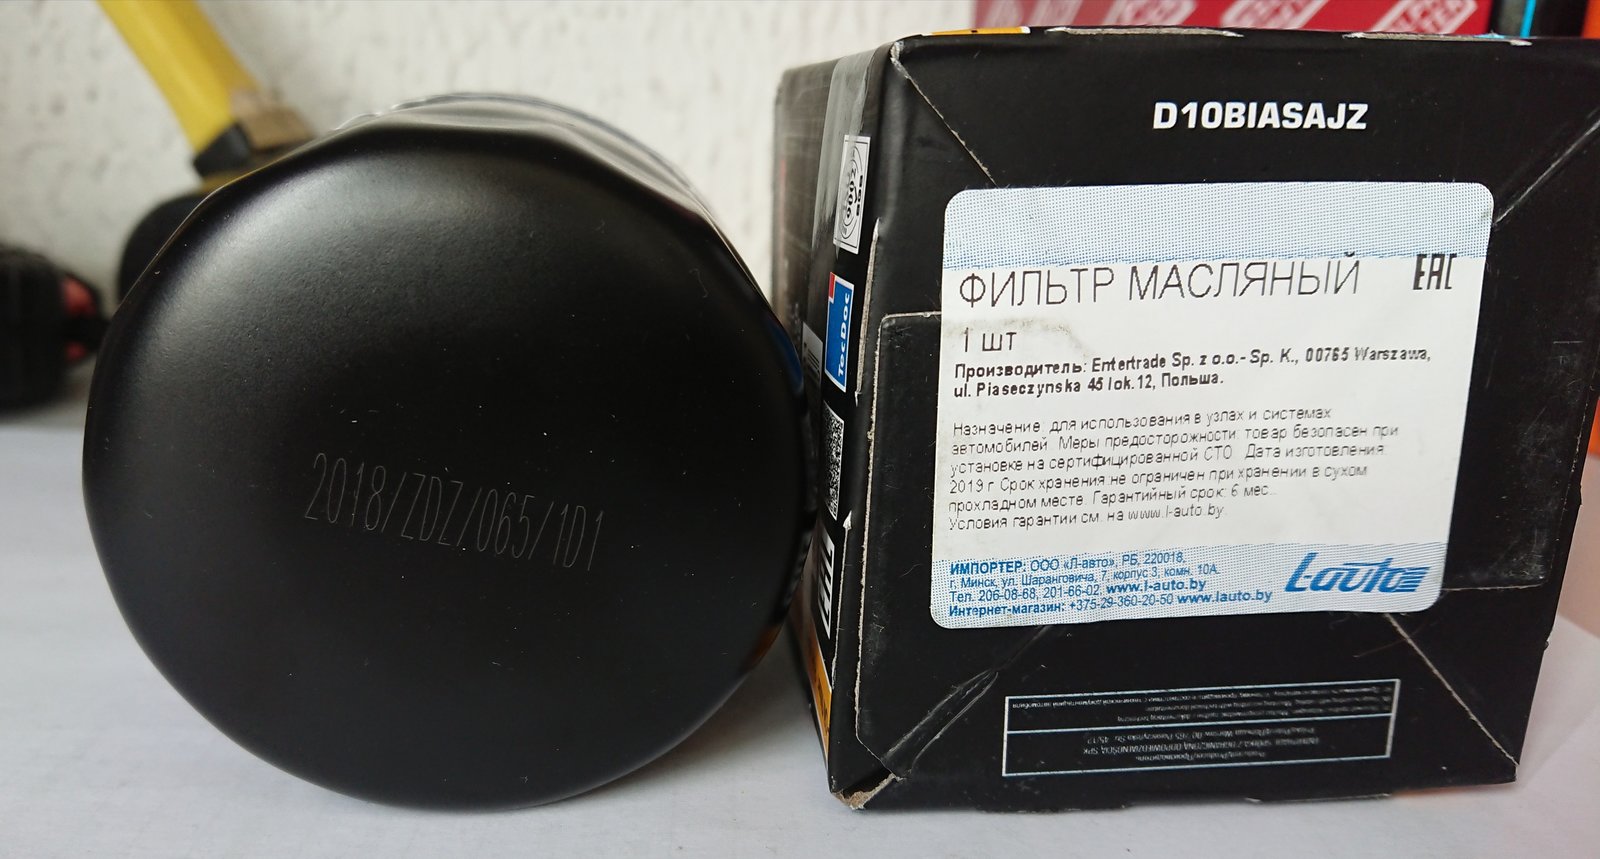 2018/ZDZ/065/1D1
D10BIASAJZ
TecDoc
ФИЛЬТР МАСЛЯНЫЙ
EAC
1 шт
Производитель: Entertrade Sp. z o.o.- Sp. K., 00765 Warszawa,
ul. Piaseczynska 45 lok.12, Польша.
Назначение: для использования в узлах и системах
автомобилей. Меры предосторожности: товар безопасен при
установке на сертифицированной СТО. Дата изготовления:
2019 г. Срок хранения не ограничен при хранении в сухом
прохладном месте. Гарантийный срок: 6 мес.
Условия гарантии см. на www.l-auto.by.
ИМПОРТЕР: ООО «Л-авто», РБ, 220018,
г. Минск, ул. Шаранговича, 7, корпус 3, комн. 10А.
Тел. 206-08-68, 201-66-02, www.l-auto.by
Интернет-магазин: +375-29-360-20-50 www.lauto.by
L-auto